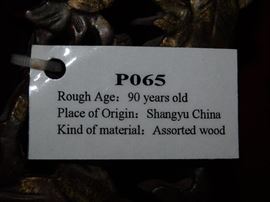 P065
Rough Age: 90 years old
Place of Origin: Shangyu China
Kind of material: Assorted wood